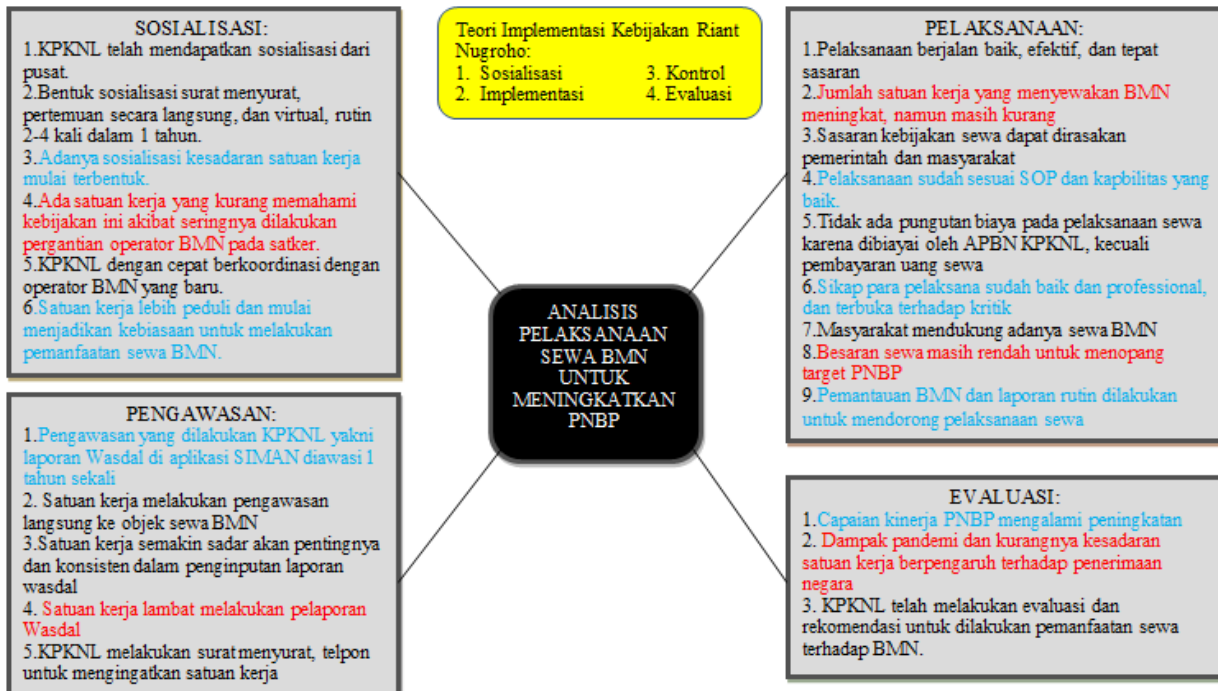 SOSIALISASI:
1.KPKNL telah mendapatkan sosialisasi dari
pusat.
2.Bentuk sosialisasi surat menyurat,
pertemuan secara langsung, dan virtual, rutin
2-4 kali dalam 1 tahun.
3.Adanya sosialisasi kesadaran satuan kerja
mulai terbentuk.
4.Ada satuan kerja yang kurang memahami
kebijakan ini akibat seringnya dilakukan
pergantian operator BMN pada satker.
5.KPKNL dengan cepat berkoordinasi dengan
operator BMN yang baru.
6.Satuan kerja lebih peduli dan mulai
menjadikan kebiasaan untuk melakukan
pemanfaatan sewa BMN.
Teori Implementasi Kebijakan Riant
Nugroho:
1. Sosialisasi 3. Kontrol
2. Implementasi 4. Evaluasi
PELAKSANAAN:
1.Pelaksanaan berjalan baik, efektif, dan tepat
sasaran
2.Jumlah satuan kerja yang menyewakan BMN
meningkat, namun masih kurang
3.Sasaran kebijakan sewa dapat dirasakan
pemerintah dan masyarakat
4.Pelaksanaan sudah sesuai SOP dan kapbilitas yang
baik.
5.Tidak ada pungutan biaya pada pelaksanaan sewa
karena dibiayai oleh APBN KPKNL, kecuali
pembayaran uang sewa
6.Sikap para pelaksana sudah baik dan professional,
dan terbuka terhadap kritik
7.Masyarakat mendukung adanya sewa BMN
8.Besaran sewa masih rendah untuk menopang
target PNBP
9.Pemantauan BMN dan laporan rutin dilakukan
untuk mendorong pelaksanaan sewa
ANALISIS
PELAKSANAAN
SEWA BMN
UNTUK
MENINGKATKAN
PNBP
PENGAWASAN:
1.Pengawasan yang dilakukan KPKNL yakni
laporan Wasdal di aplikasi SIMAN diawasi 1
tahun sekali
2. Satuan kerja melakukan pengawasan
langsung ke objek sewa BMN
3.Satuan kerja semakin sadar akan pentingnya
dan konsisten dalam penginputan laporan
wasdal
4. Satuan kerja lambat melakukan pelaporan
Wasdal
5.KPKNL melakukan surat menyurat, telpon
untuk mengingatkan satuan kerja
EVALUASI:
1.Capaian kinerja PNBP mengalami peningkatan
2. Dampak pandemi dan kurangnya kesadaran
satuan kerja berpengaruh terhadap penerimaan
negara
3. KPKNL telah melakukan evaluasi dan
rekomendasi untuk dilakukan pemanfaatan sewa
terhadap BMN.